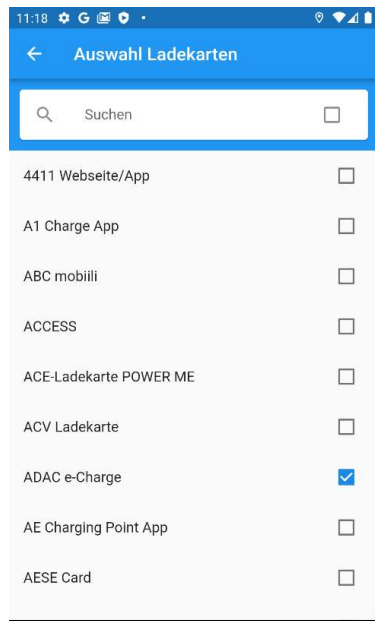 11:18
Auswahl Ladekarten
Suchen
4411 Webseite/App
A1 Charge App
ABC mobiili
ACCESS
ACE-Ladekarte POWER ME
ACV Ladekarte
ADAC e-Charge
AE Charging Point App
AESE Card